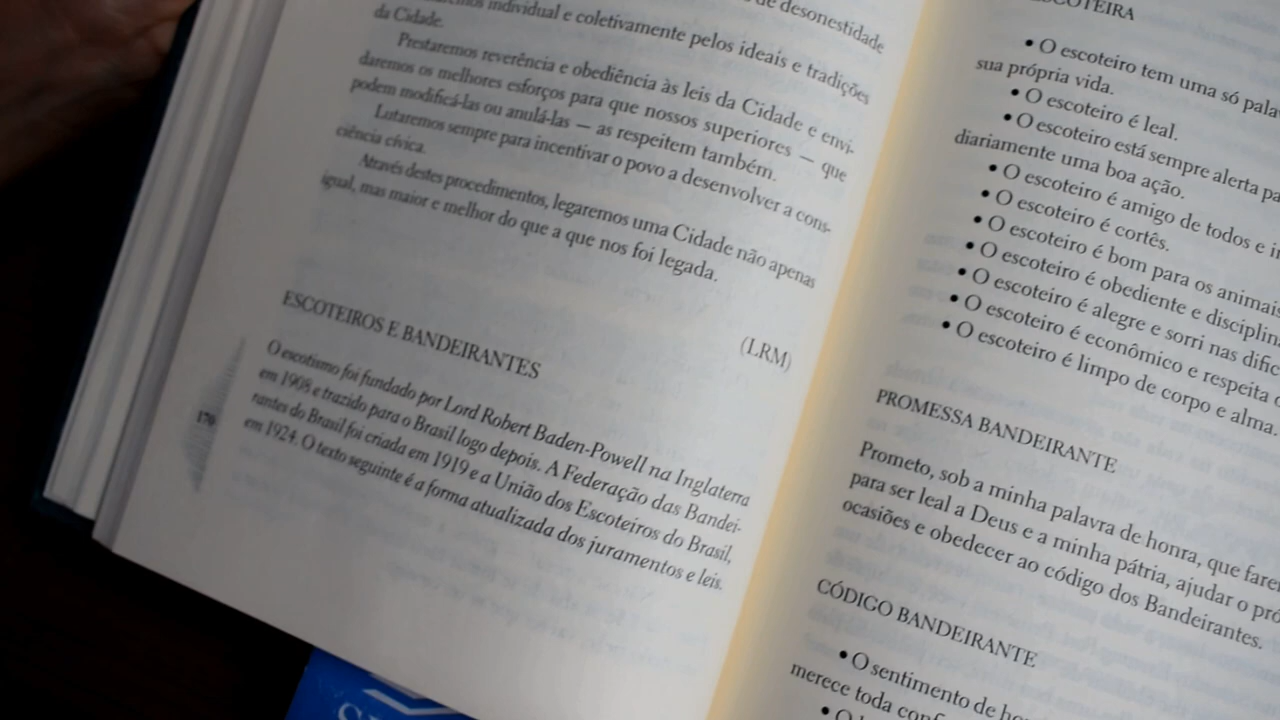 de desonestidade
individual e coletivamente pelos ideais e tradições
da Cidade.
Prestaremos reverência e obediência às leis da Cidade e envi-
daremos os melhores esforços para que nossos superiores — que
podem modificá-las ou anulá-las — as respeitem também.
Lutaremos sempre para incentivar o povo a desenvolver a cons-
ciência cívica.
Através destes procedimentos, legaremos uma Cidade não apenas
igual, mas maior e melhor do que a que nos foi legada.
(LRM)
ESCOTEIROS E BANDEIRANTES
O escotismo foi fundado por Lord Robert Baden-Powell na Inglaterra
em 1908 e trazido para o Brasil logo depois. A Federação das Bandei-
rantes do Brasil foi criada em 1919 e a União dos Escoteiros do Brasil,
em 1924. O texto seguinte é a forma atualizada dos juramentos e leis.
170
ESCOTEIRA
• O escoteiro tem uma só pala
sua própria vida.
• O escoteiro é leal.
• O escoteiro está sempre alerta pa
diariamente uma boa ação.
• O escoteiro é amigo de todos e
• O escoteiro é cortês.
• O escoteiro é bom para os animais
• O escoteiro é obediente e disciplin
• O escoteiro é alegre e sorri nas dific
• O escoteiro é econômico e respeita
• O escoteiro é limpo de corpo e alma.
PROMESSA BANDEIRANTE
Prometo, sob a minha palavra de honra, que farei
para ser leal a Deus e a minha pátria, ajudar o pró
ocasiões e obedecer ao código dos Bandeirantes.
CÓDIGO BANDEIRANTE
• O sentimento de ho
merece toda conf